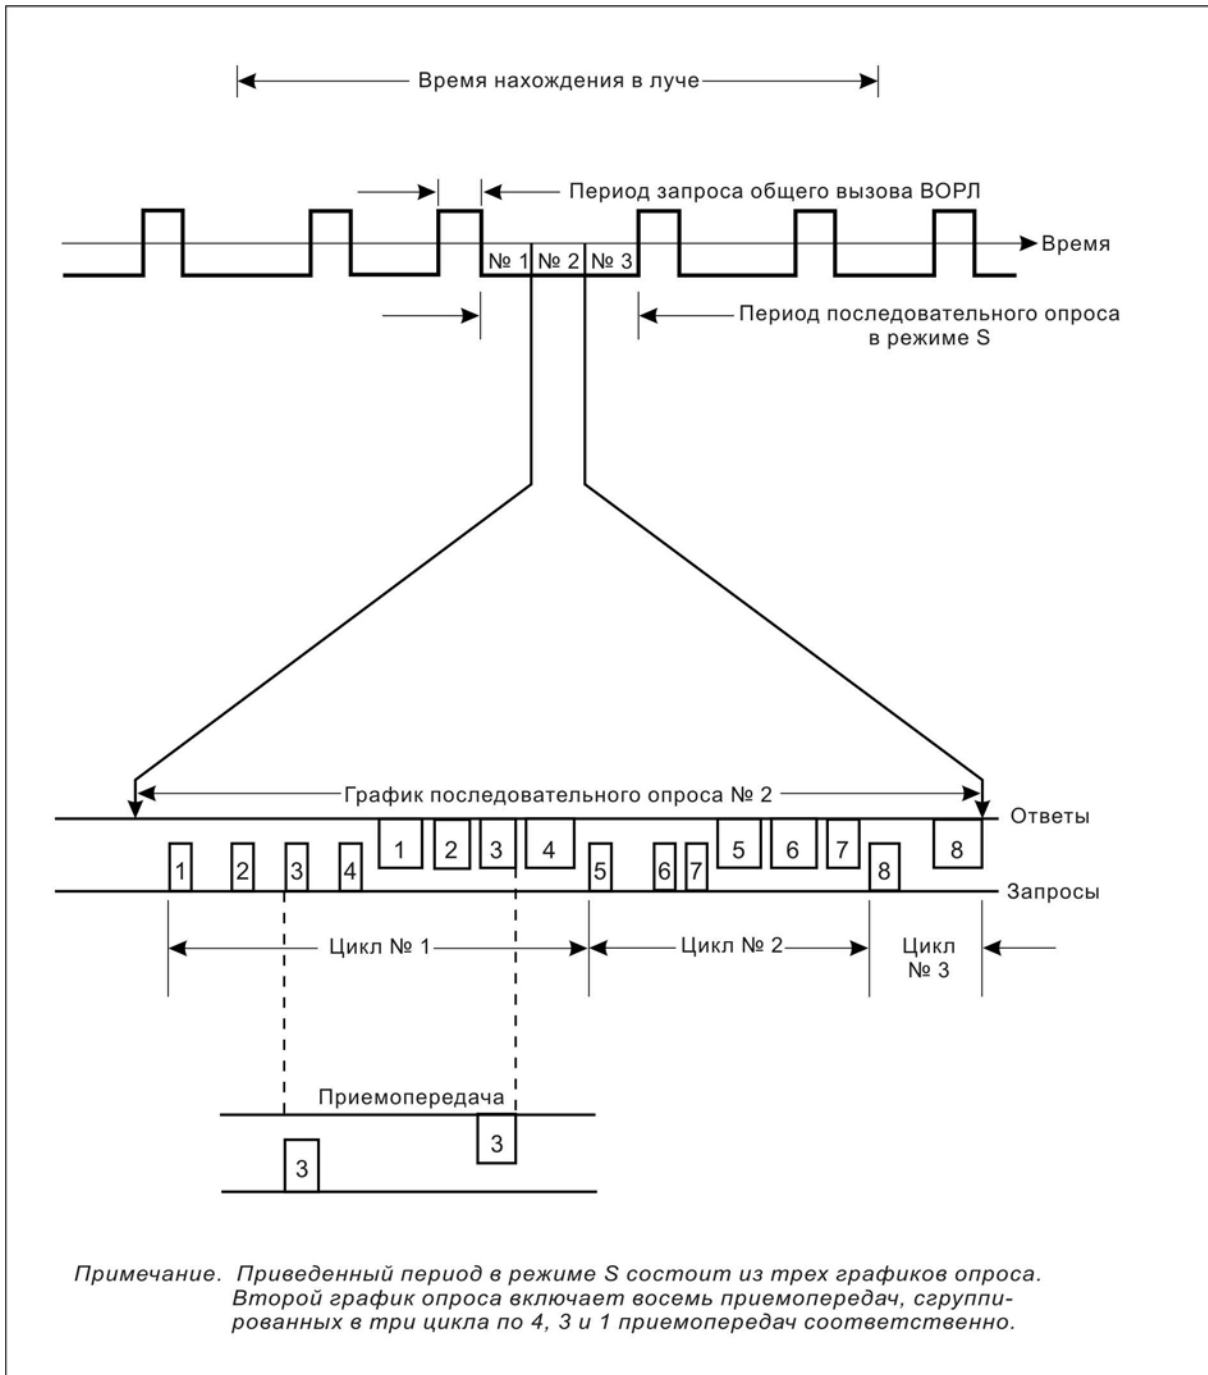 Время нахождения в луче
Период запроса общего вызова ВОРЛ
Время
№ 1 № 2 № 3
Период последовательного опроса
в режиме S
График последовательного опроса № 2
Ответы
1 2 3 4 5 6 7 8
1 2 3 4 5 6 7 8
Запросы
Цикл № 1
Цикл № 2
Цикл
№ 3
Приемопередача
3
3
Примечание. Приведенный период в режиме S состоит из трех графиков опроса.
Второй график опроса включает восемь приемопередач, сгруппи-
рованных в три цикла по 4, 3 и 1 приемопередач соответственно.